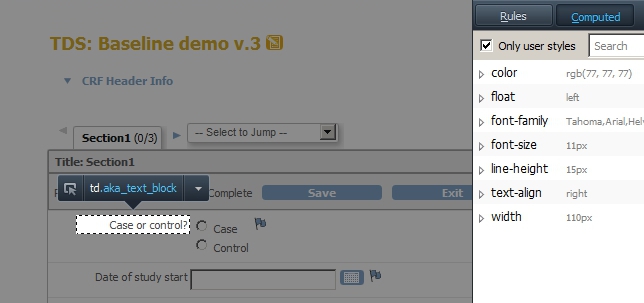 TDS: Baseline demo v.3
CRF Header Info
Section1 (0/3)
-- Select to Jump --
Title: Section1
Complete
Save
Exit
td.aka_text_block
Case or control?
Case
Control
Date of study start
Rules
Computed
Only user styles
Search
color rgb(77, 77, 77)
float left
font-family Tahoma,Arial,Helv
font-size 11px
line-height 15px
text-align right
width 110px